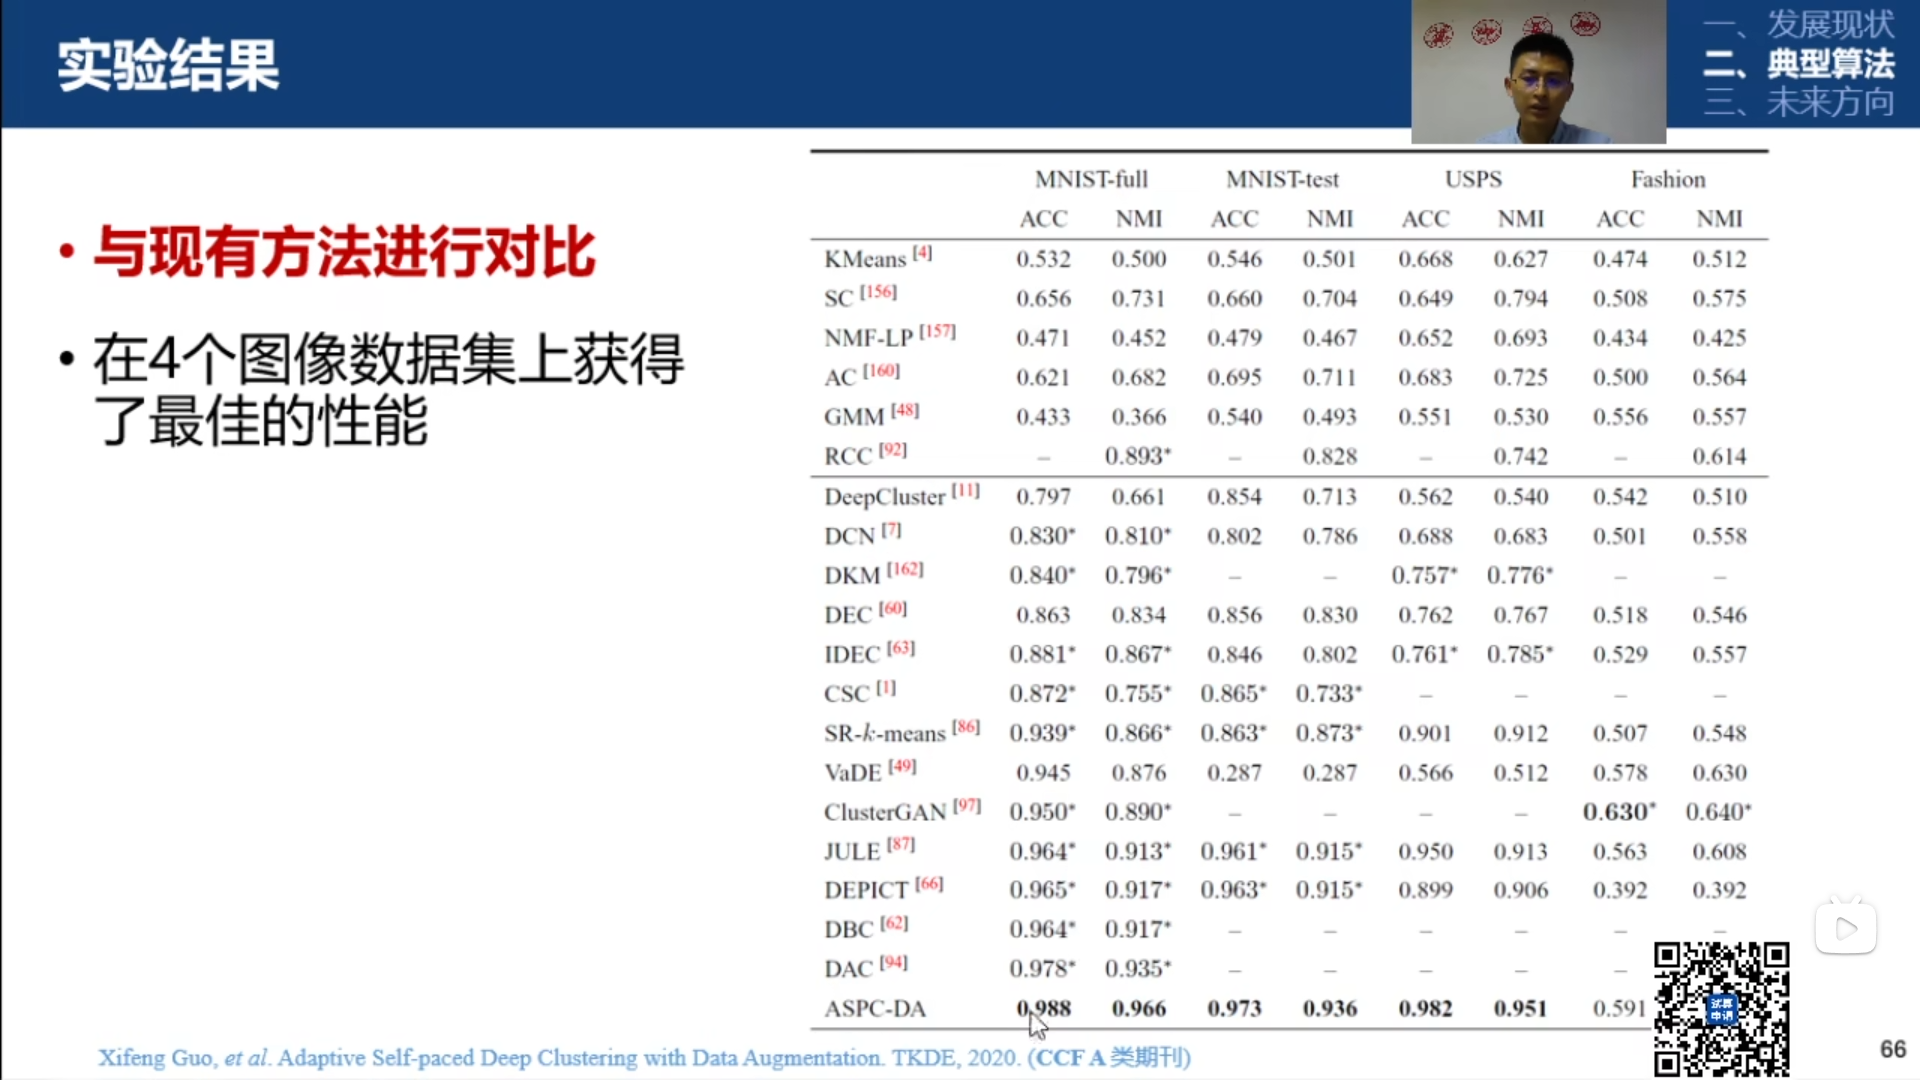 实验结果
一、发展现状
二、典型算法
三、未来方向
• 与现有方法进行对比
• 在4个图像数据集上获得
了最佳的性能
MNIST-full MNIST-test USPS Fashion
ACC NMI ACC NMI ACC NMI ACC NMI
KMeans [4] 0.532 0.500 0.546 0.501 0.668 0.627 0.474 0.512
SC [156] 0.656 0.731 0.660 0.704 0.649 0.794 0.508 0.575
NMF-LP [157] 0.471 0.452 0.479 0.467 0.652 0.693 0.434 0.425
AC [160] 0.621 0.682 0.695 0.711 0.683 0.725 0.500 0.564
GMM [48] 0.433 0.366 0.540 0.493 0.551 0.530 0.556 0.557
RCC [92] – 0.893* – 0.828 – 0.742 – 0.614
DeepCluster [11] 0.797 0.661 0.854 0.713 0.562 0.540 0.542 0.510
DCN [7] 0.830* 0.810* 0.802 0.786 0.688 0.683 0.501 0.558
DKM [162] 0.840* 0.796* – – 0.757* 0.776* – –
DEC [60] 0.863 0.834 0.856 0.830 0.762 0.767 0.518 0.546
IDEC [63] 0.881* 0.867* 0.846 0.802 0.761* 0.785* 0.529 0.557
CSC [1] 0.872* 0.755* 0.865* 0.733* – – – –
SR-k-means [86] 0.939* 0.866* 0.863* 0.873* 0.901 0.912 0.507 0.548
VaDE [49] 0.945 0.876 0.287 0.287 0.566 0.512 0.578 0.630
ClusterGAN [97] 0.950* 0.890* – – – – 0.630* 0.640*
JULE [87] 0.964* 0.913* 0.961* 0.915* 0.950 0.913 0.563 0.608
DEPICT [66] 0.965* 0.917* 0.963* 0.915* 0.899 0.906 0.392 0.392
DBC [62] 0.964* 0.917* – – – – – –
DAC [94] 0.978* 0.935* – – – – –
ASPC-DA 0.988 0.966 0.973 0.936 0.982 0.951 0.591
试算
申请
Xifeng Guo, et al. Adaptive Self-paced Deep Clustering with Data Augmentation. TKDE, 2020. (CCF A 类期刊)
66